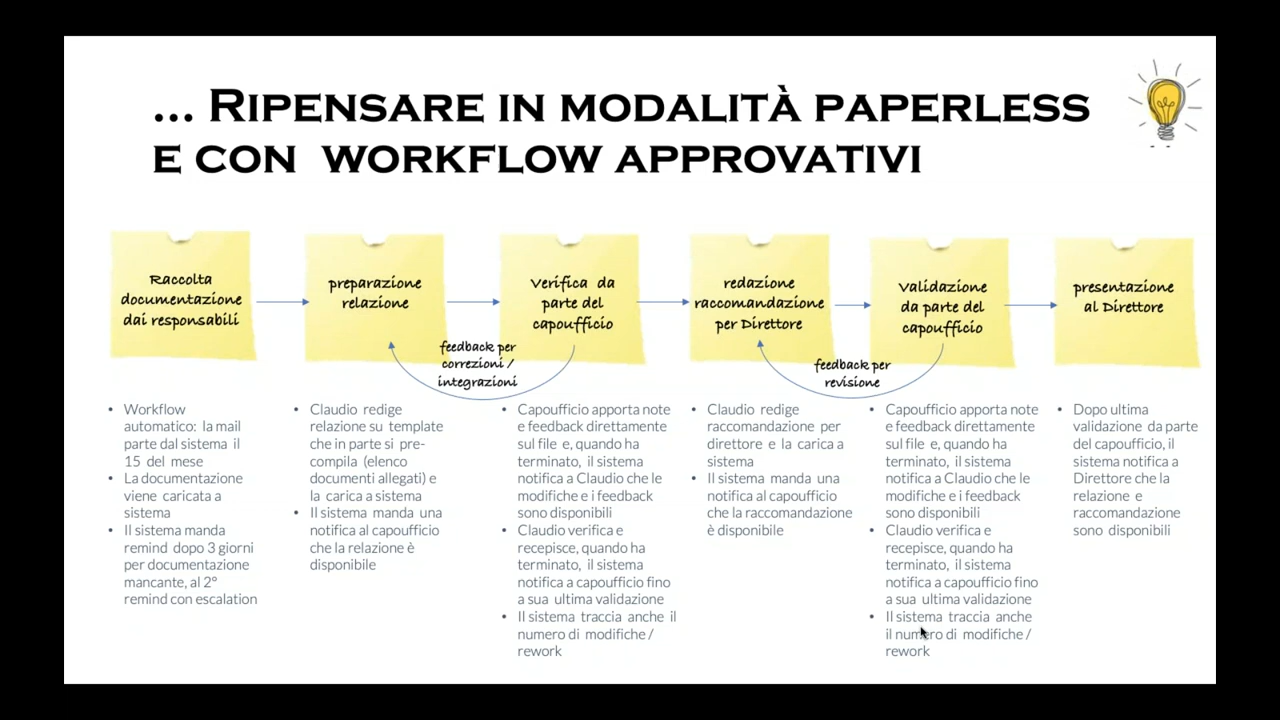 ... RIPENSARE IN MODALITÀ PAPERLESS
E CON WORKFLOW APPROVATIVI
Raccolta
documentazione
dai responsabili
preparazione
relazione
Verifica da
parte del
capoufficio
redazione
raccomandazione
per Direttore
Validazione
da parte del
capoufficio
presentazione
al Direttore
feedback per
correzioni /
integrazioni
feedback per
revisione
• Workflow
automatico: la mail
parte dal sistema il
15 del mese
• La documentazione
viene caricata a
sistema
• Il sistema manda
remind dopo 3 giorni
per documentazione
mancante, al 2°
remind con escalation
• Claudio redige
relazione su template
che in parte si pre-
compila (elenco
documenti allegati) e
la carica a sistema
• Il sistema manda una
notifica al capoufficio
che la relazione è
disponibile
• Capoufficio apporta note
e feedback direttamente
sul file e, quando ha
terminato, il sistema
notifica a Claudio che le
modifiche e i feedback
sono disponibili
• Claudio verifica e
recepisce, quando ha
terminato, il sistema
notifica a capoufficio fino
a sua ultima validazione
• Il sistema traccia anche il
numero di modifiche /
rework
• Claudio redige
raccomandazione per
direttore e la carica a
sistema
• Il sistema manda una
notifica al capoufficio
che la raccomandazione
è disponibile
• Capoufficio apporta note
e feedback direttamente
sul file e, quando ha
terminato, il sistema
notifica a Claudio che le
modifiche e i feedback
sono disponibili
• Claudio verifica e
recepisce, quando ha
terminato, il sistema
notifica a capoufficio fino
a sua ultima validazione
• Il sistema traccia anche
il numero di modifiche /
rework
• Dopo ultima
validazione da parte
del capoufficio, il
sistema notifica a
Direttore che la
relazione e
raccomandazione
sono disponibili